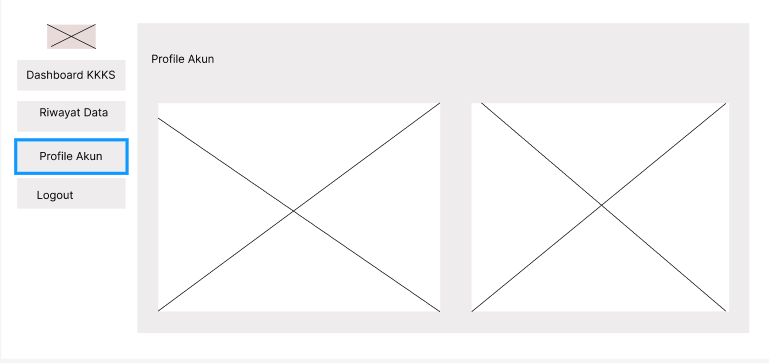 Dashboard KKKS
Riwayat Data
Profile Akun
Logout
Profile Akun